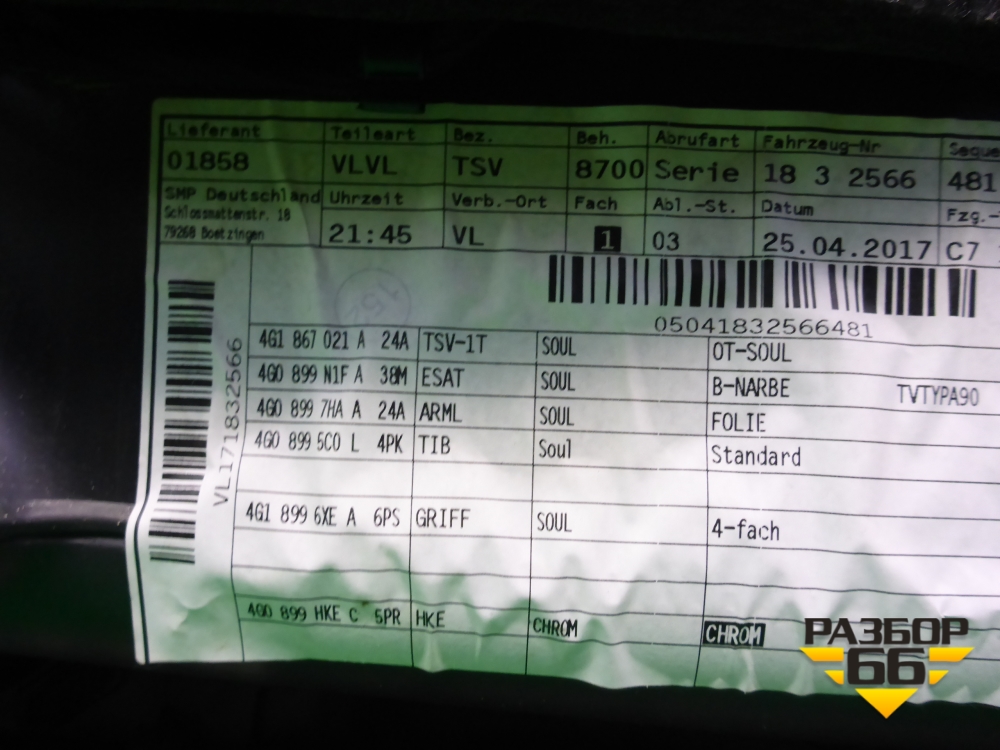 Lieferant Teileart Bez. Beh. Abrufart Fahrzeug-Nr
01858 VLVL TSV 8700 Serie 18 3 2566 481
SMP Deutschland Uhrzeit Verb.-Ort Fach Abl.-St. Datum Fzg.-
Schlossmattenstr. 18
79268 Boetzingen 21:45 VL 1 03 25.04.2017 C7
152
05041832566481
VL171832566
4G1 867 021 A 24A TSV-1T SOUL OT-SOUL
4G0 899 N1F A 38M ESAT SOUL B-NARBE TVTYPA90
4G0 899 7HA A 24A ARML SOUL FOLIE
4G0 899 5C0 L 4PK TIB Soul Standard
4G1 899 6XE A 6PS GRIFF SOUL 4-fach
4G0 899 HKE C 5PR HKE CHROM CHROM
РАЗБОР
66